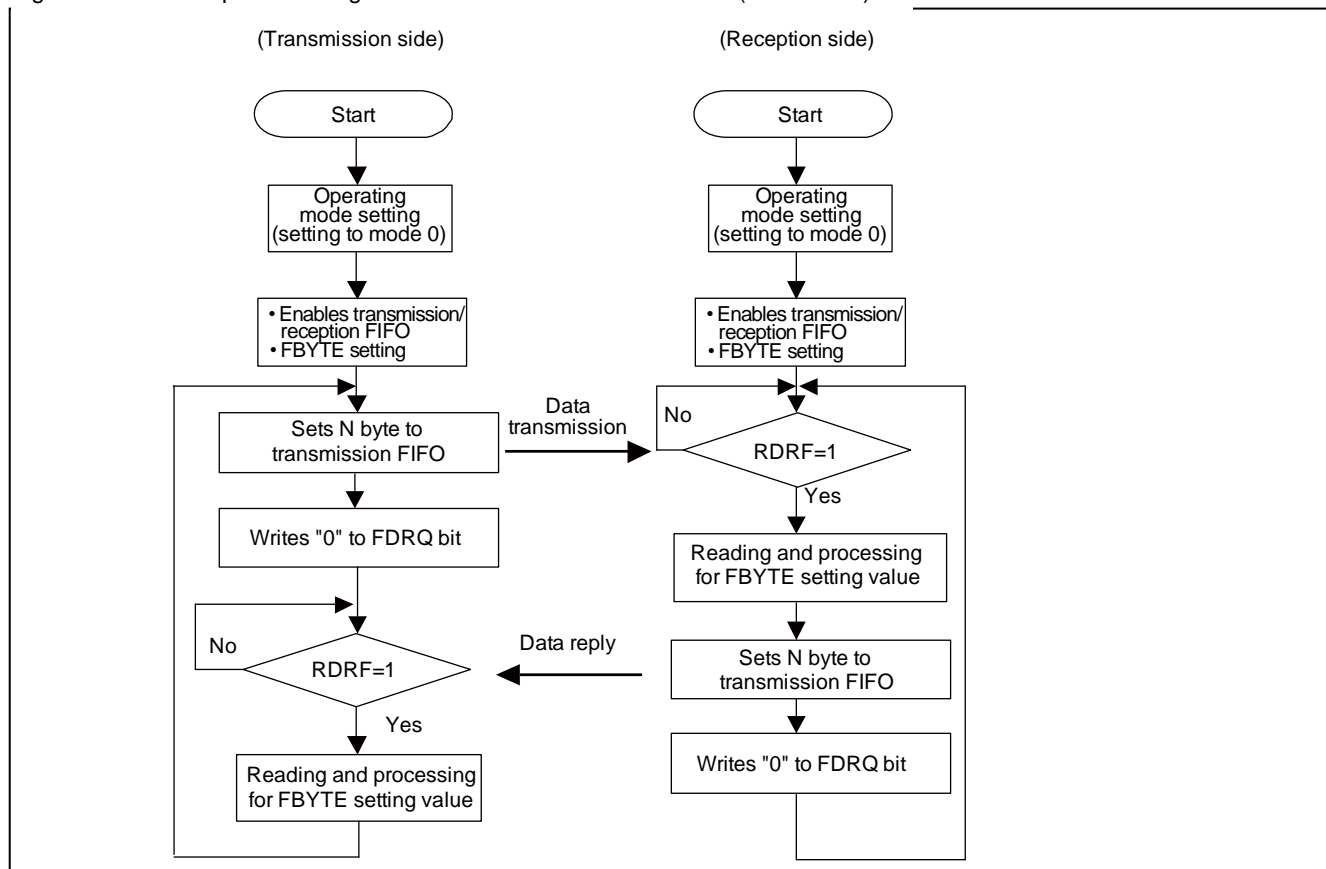 (Transmission side)
Start
Operating
mode setting
(setting to mode 0)
• Enables transmission/
reception FIFO
• FBYTE setting
Sets N byte to
transmission FIFO
Writes "0" to FDRQ bit
No
RDRF=1
Yes
Reading and processing
for FBYTE setting value
Data
transmission
Data reply
(Reception side)
Start
Operating
mode setting
(setting to mode 0)
• Enables transmission/
reception FIFO
• FBYTE setting
No
RDRF=1
Yes
Reading and processing
for FBYTE setting value
Sets N byte to
transmission FIFO
Writes "0" to FDRQ bit